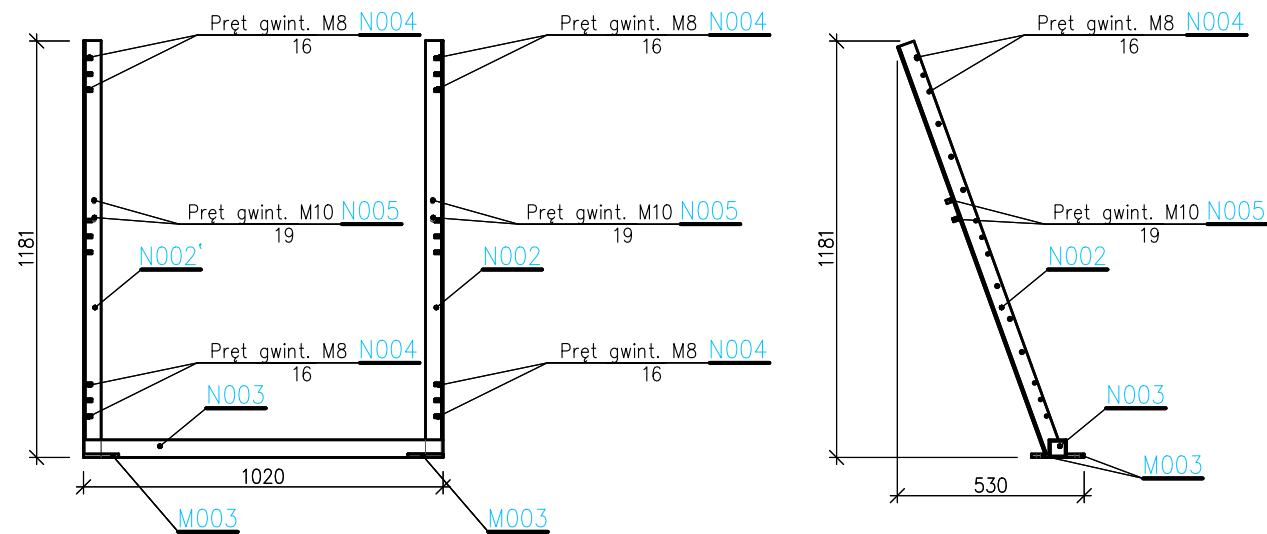 Pręt gwint. M8 N004
16
Pręt gwint. M8 N004
16
Pręt gwint. M8 N004
16
1181
1181
Pręt gwint. M10 N005
19
Pręt gwint. M10 N005
19
Pręt gwint. M10 N005
19
N002'
N002
N002
Pręt gwint. M8 N004
16
Pręt gwint. M8 N004
16
N003
N003
1020
530
M003
M003
M003